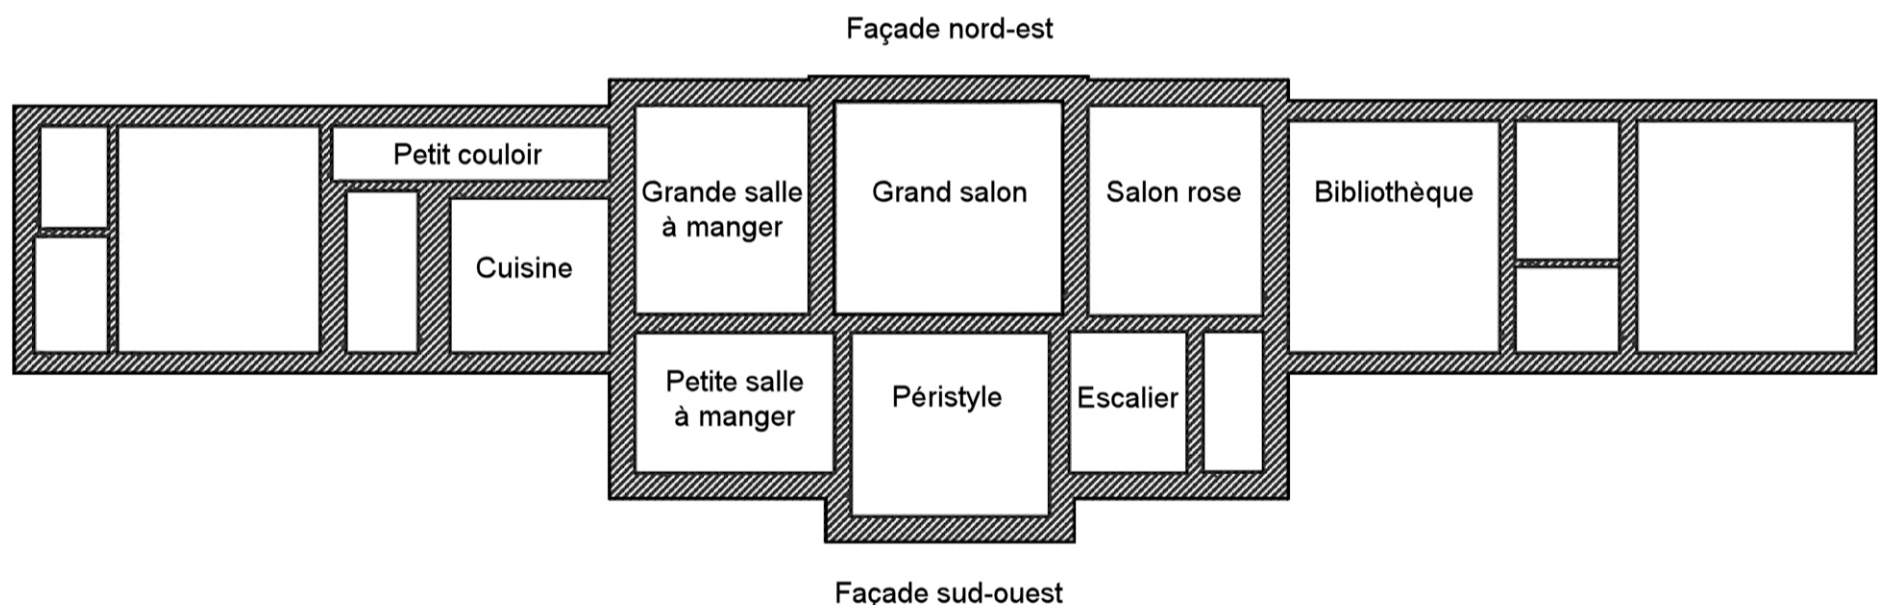 Façade nord-est
Petit couloir
Grande salle
à manger
Grand salon
Salon rose
Bibliothèque
Cuisine
Petite salle
à manger
Péristyle
Escalier
Façade sud-ouest